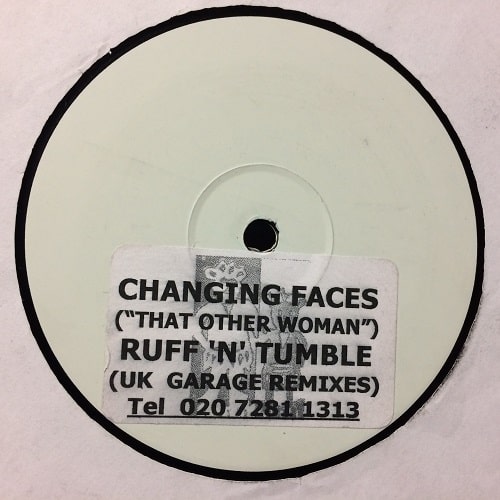 CHANGING FACES
("THAT OTHER WOMAN")
RUFF 'N' TUMBLE
(UK GARAGE REMIXES)
Tel 020 7281 1313